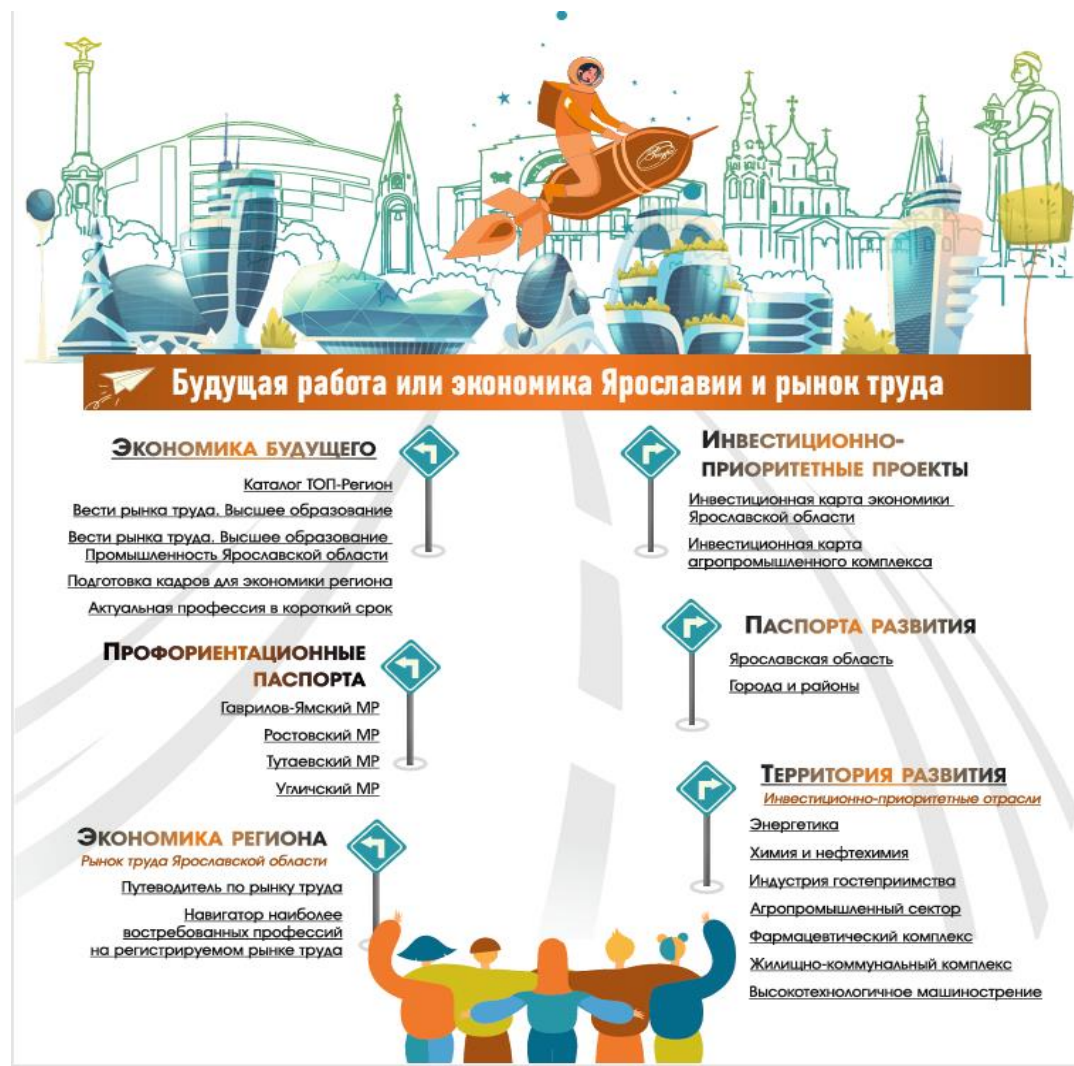 Будущая работа или экономика Ярославии и рынок труда
Экономика будущего
Каталог ТОП-Регион
Вести рынка труда. Высшее образование
Вести рынка труда. Высшее образование
Промышленность Ярославской области
Подготовка кадров для экономики региона
Актуальная профессия в короткий срок
Профориентационные
паспорта
Гаврилов-Ямский МР
Ростовский МР
Тутаевский МР
Угличский МР
Экономика региона
Рынок труда Ярославской области
Путеводитель по рынку труда
Навигатор наиболее
востребованных профессий
на регистрируемом рынке труда
Инвестиционно-
приоритетные проекты
Инвестиционная карта экономики
Ярославской области
Инвестиционная карта
агропромышленного комплекса
Паспорта развития
Ярославская область
Города и районы
Территория развития
Инвестиционно-приоритетные отрасли
Энергетика
Химия и нефтехимия
Индустрия гостеприимства
Агропромышленный сектор
Фармацевтический комплекс
Жилищно-коммунальный комплекс
Высокотехнологичное машинострение